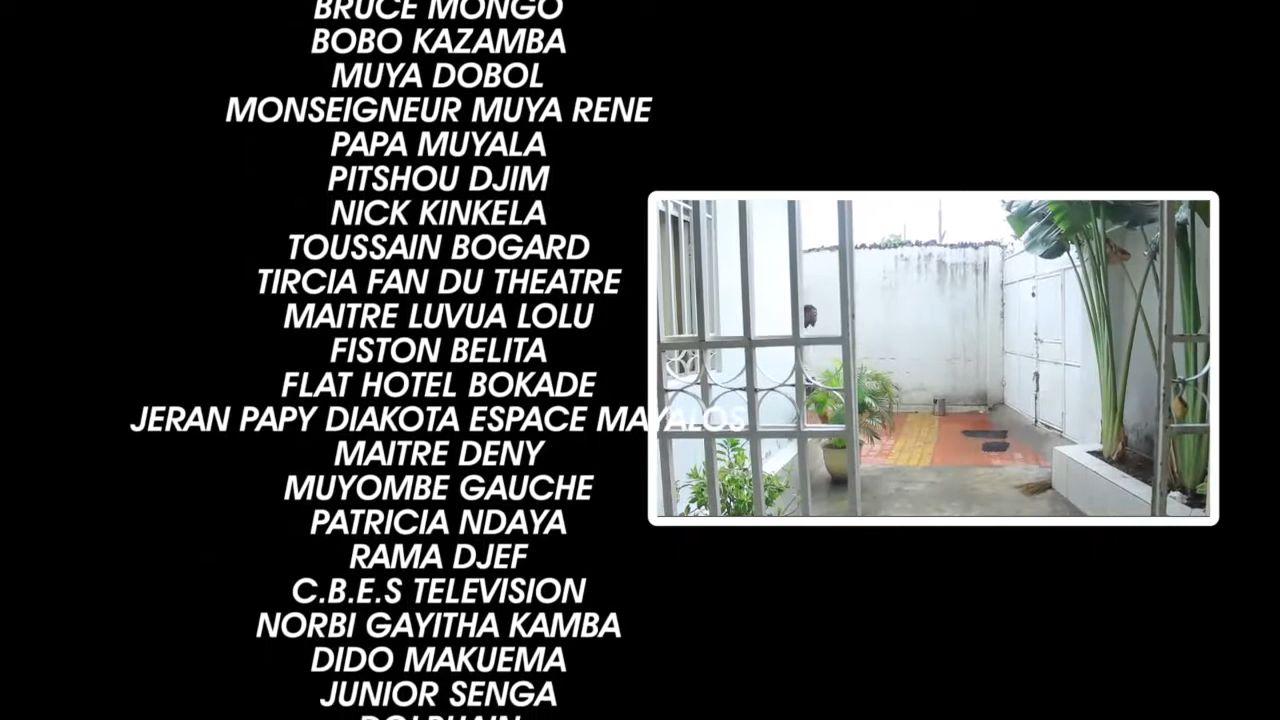 BRUCE MONGO
BOBO KAZAMBA
MUYA DOBOL
MONSEIGNEUR MUYA RENE
PAPA MUYALA
PITSHOU DJIM
NICK KINKELA
TOUSSAIN BOGARD
TIRCIA FAN DU THEATRE
MAITRE LUVUA LOLU
FISTON BELITA
FLAT HOTEL BOKADE
JERAN PAPY DIAKOTA ESPACE MAYALOS
MAITRE DENY
MUYOMBE GAUCHE
PATRICIA NDAYA
RAMA DJEF
C.B.E.S TELEVISION
NORBI GAYITHA KAMBA
DIDO MAKUEMA
JUNIOR SENGA